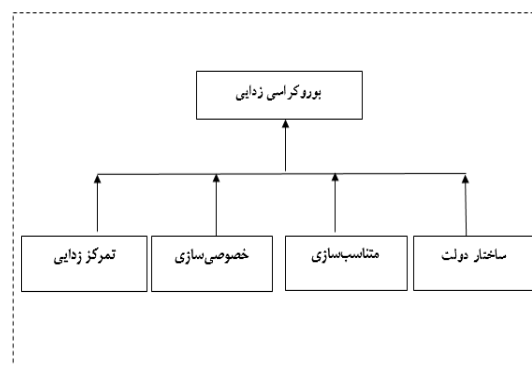 بوروکراسی زدایی
ساختار دولت
متناسب‌سازی
خصوصی‌سازی
تمرکز زدایی